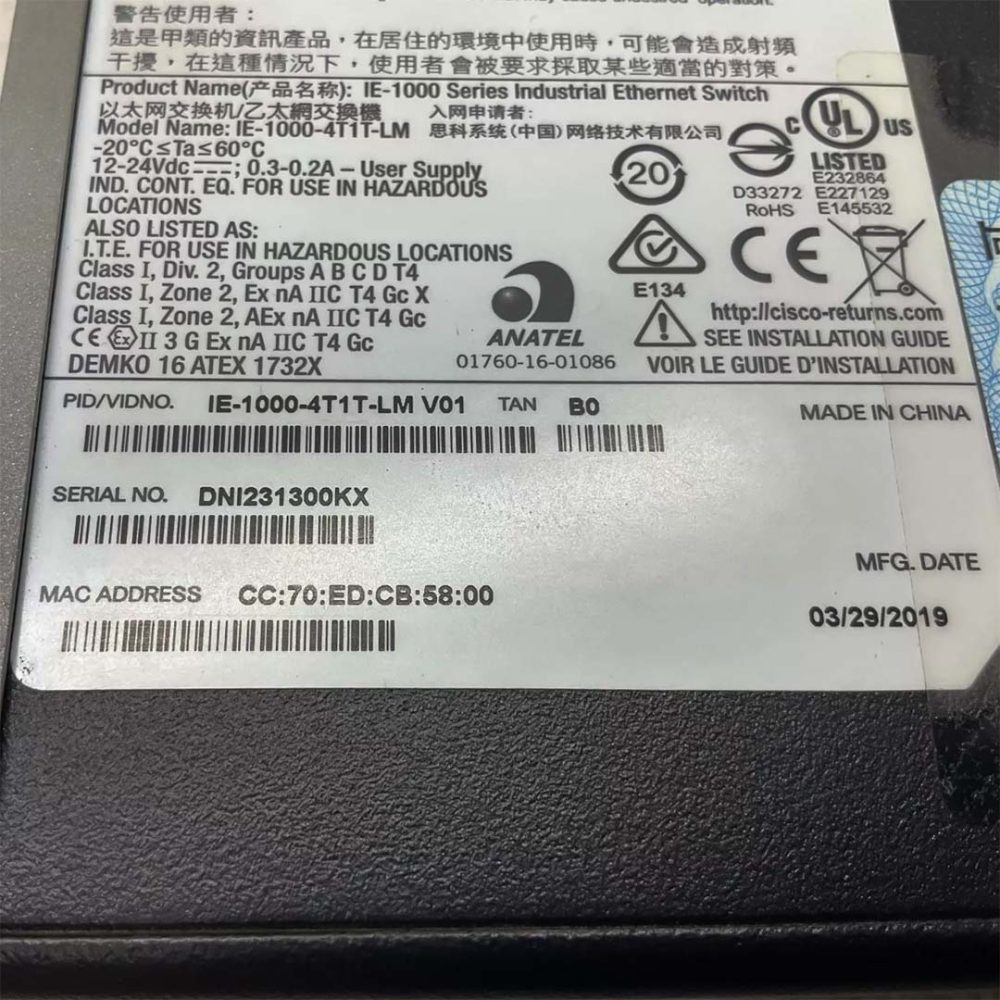 警告使用者：
這是甲類的資訊產品，在居住的環境中使用時，可能會造成射頻
干擾，在這種情況下，使用者會被要求採取某些適當的對策。
Product Name(产品名称): IE-1000 Series Industrial Ethernet Switch
以太网交换机/乙太網交換機 入网申请者:
Model Name: IE-1000-4T1T-LM 思科系统(中国)网络技术有限公司
-20°C≤Ta≤60°C
12-24Vdc⎓; 0.3-0.2A – User Supply
IND. CONT. EQ. FOR USE IN HAZARDOUS
LOCATIONS
ALSO LISTED AS:
I.T.E. FOR USE IN HAZARDOUS LOCATIONS
Class I, Div. 2, Groups A B C D T4
Class I, Zone 2, Ex nA IIC T4 Gc X
Class I, Zone 2, AEx nA IIC T4 Gc
CE Ex II 3 G Ex nA IIC T4 Gc
DEMKO 16 ATEX 1732X
20
C UL US
LISTED
E232864
D33272 E227129
RoHS E145532
E134
CE
ANATEL
01760-16-01086
http://cisco-returns.com
SEE INSTALLATION GUIDE
VOIR LE GUIDE D'INSTALLATION
PID/VIDNO. IE-1000-4T1T-LM V01 TAN B0
MADE IN CHINA
SERIAL NO. DNI231300KX
MFG. DATE
MAC ADDRESS CC:70:ED:CB:58:00
03/29/2019